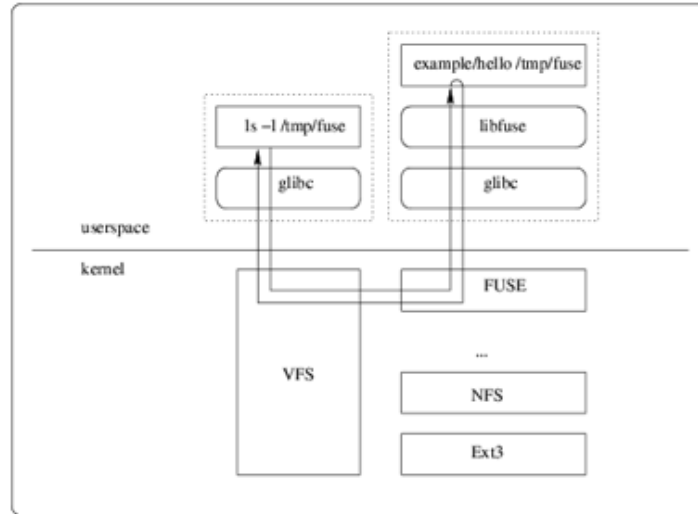 example/hello /tmp/fuse
ls −l /tmp/fuse
libfuse
glibc
glibc
userspace
kernel
FUSE
...
VFS
NFS
Ext3